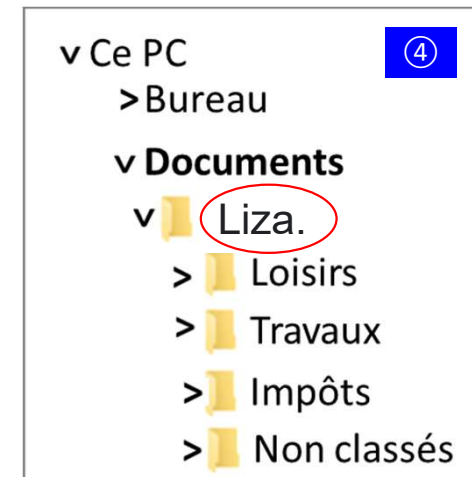 v Ce PC ④
>Bureau
v Documents
v Liza.
> Loisirs
> Travaux
> Impôts
> Non classés